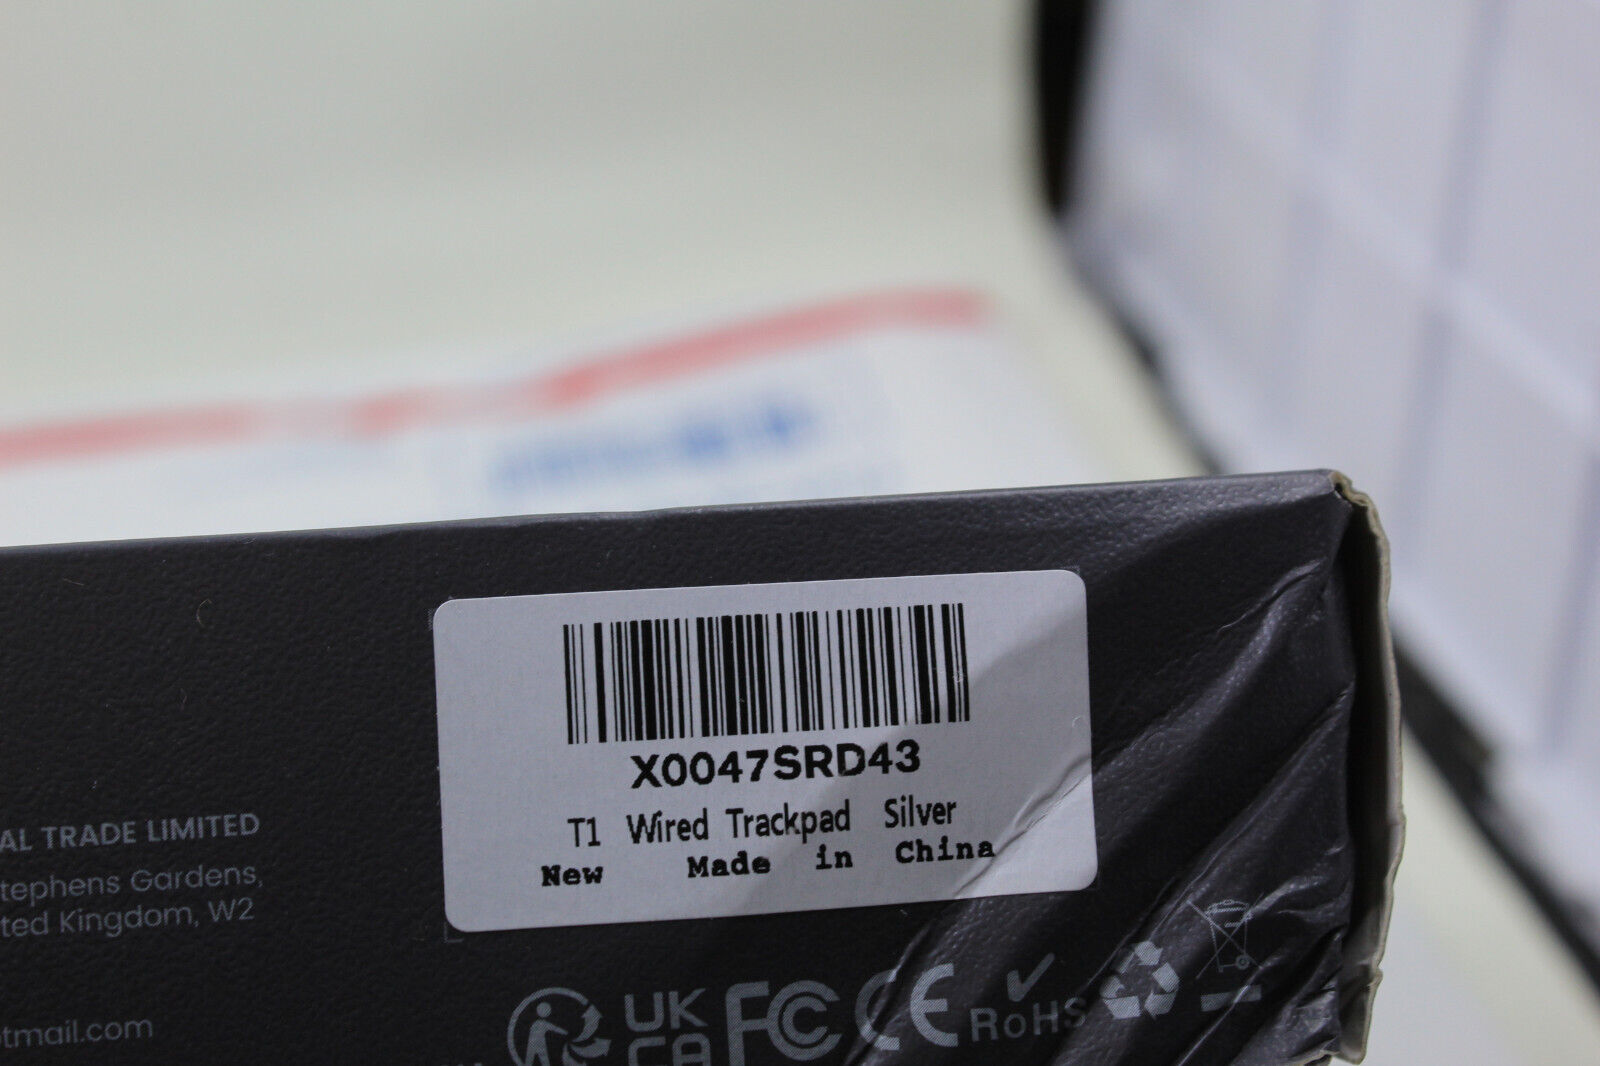 X0047SRD43
T1 Wired Trackpad Silver
New Made in China
AL TRADE LIMITED
tephens Gardens,
ted Kingdom, W2
otmail.com
UK
CA
FC
CE
RoHS